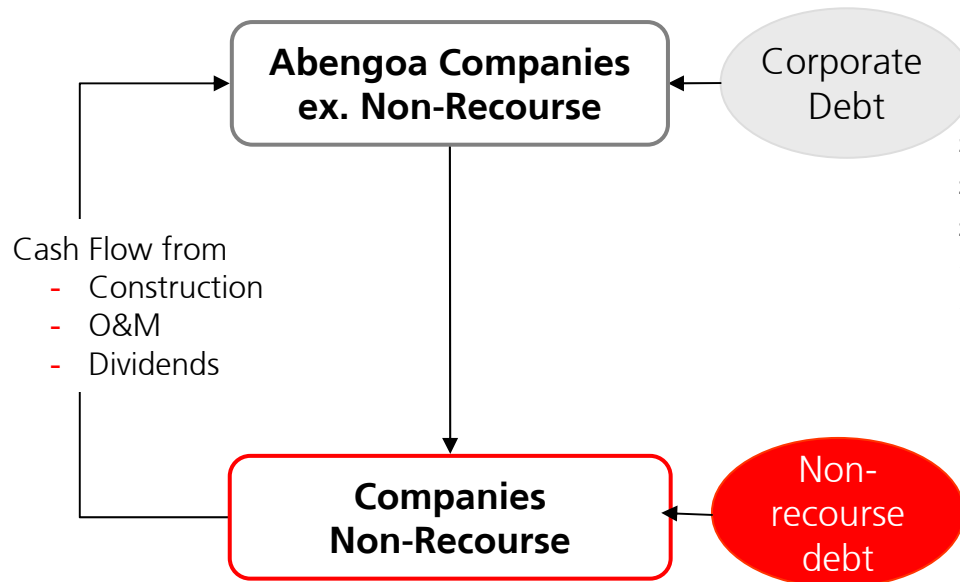 Abengoa Companies
ex. Non-Recourse
Corporate
Debt
Cash Flow from
- Construction
- O&M
- Dividends
Companies
Non-Recourse
Non-
recourse
debt